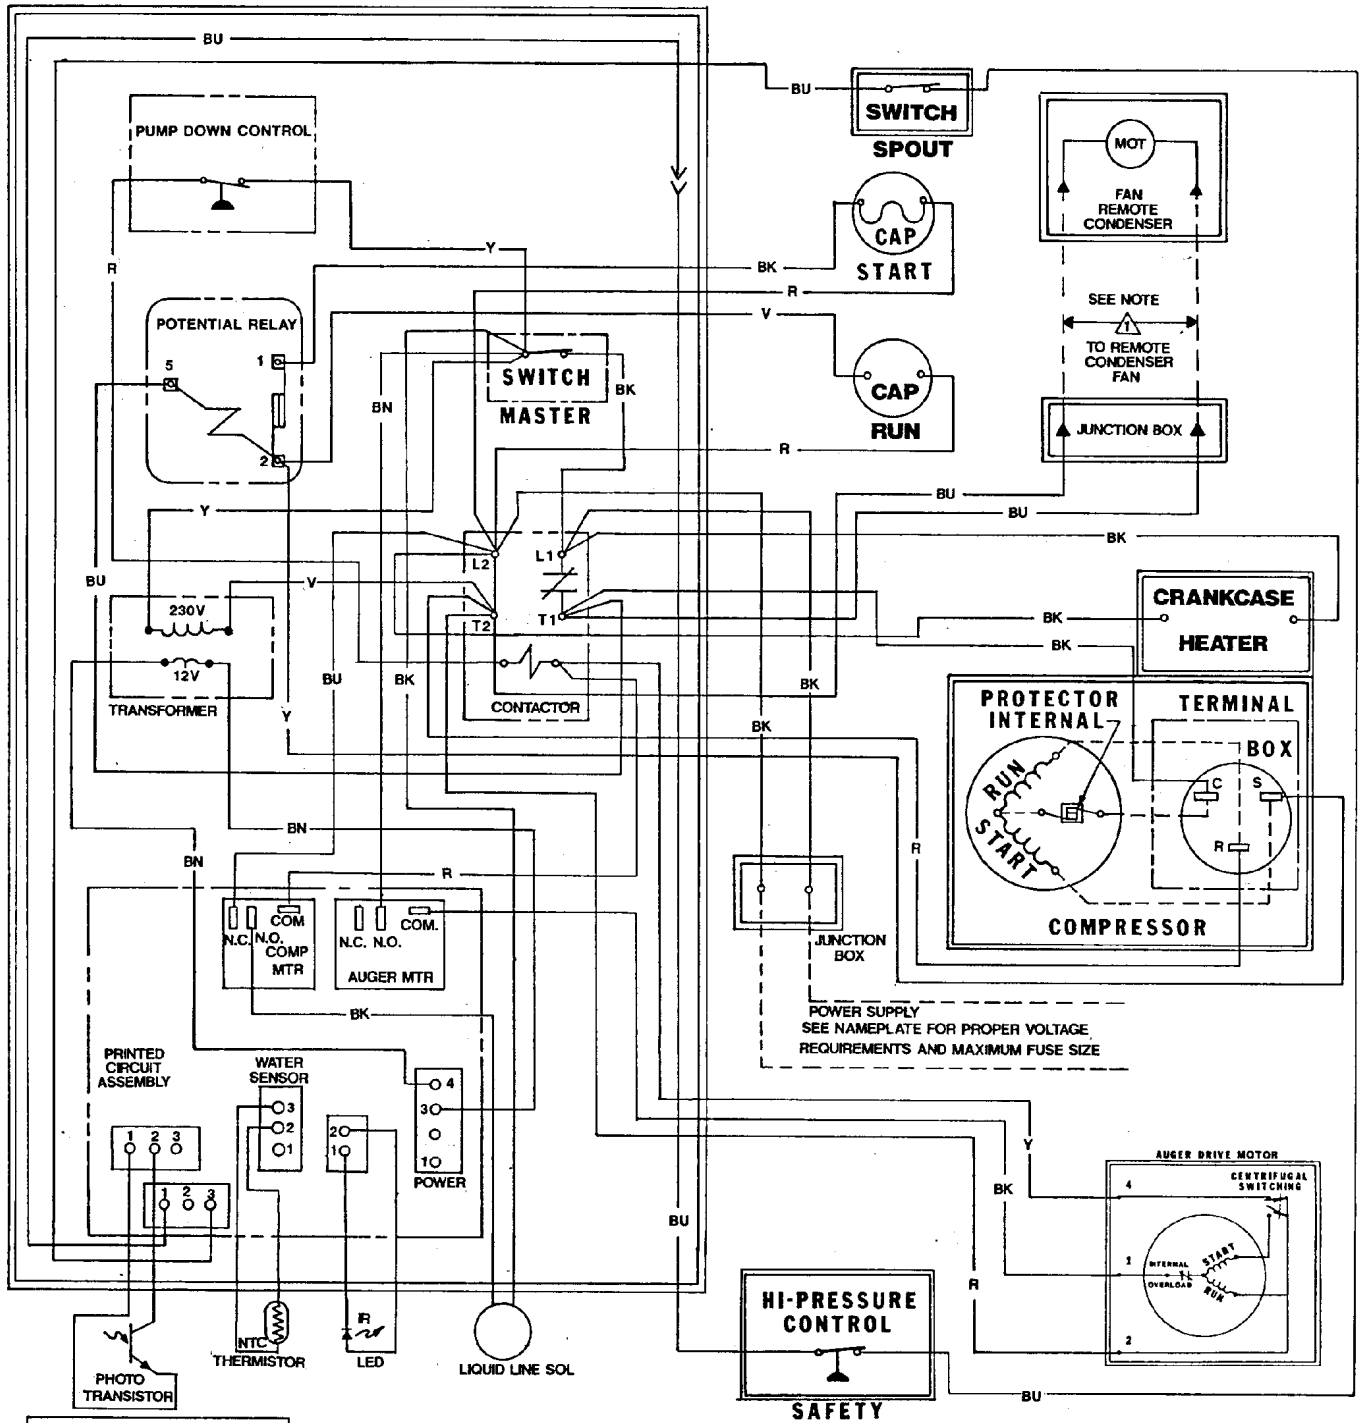 BU
BU
SWITCH
SPOUT
MOT
FAN
REMOTE
CONDENSER
PUMP DOWN CONTROL
CAP
START
Y
R
BK
R
V
SEE NOTE
1
TO REMOTE
CONDENSER
FAN
POTENTIAL RELAY
1
5
2
SWITCH
MASTER
BK
BN
CAP
RUN
R
JUNCTION BOX
BU
BU
Y
BK
L2
L1
BU
V
T2
T1
230V
12V
TRANSFORMER
CONTACTOR
CRANKCASE
HEATER
BK
BK
BU
BK
BK
BK
Y
PROTECTOR
INTERNAL
TERMINAL
BOX
RUN
START
C
S
R
COMPRESSOR
BN
BN
R
R
N.C.
N.O.
COM
COMP
MTR
N.C.
N.O.
COM.
AUGER MTR
JUNCTION
BOX
BK
POWER SUPPLY
SEE NAMEPLATE FOR PROPER VOLTAGE
REQUIREMENTS AND MAXIMUM FUSE SIZE
PRINTED
CIRCUIT
ASSEMBLY
WATER
SENSOR
3
2
1
2
1
4
3
1
POWER
1 2 3
1 2 3
Y
BK
R
BU
AUGER DRIVE MOTOR
4
CENTRIFUGAL
SWITCHING
1
INTERNAL
OVERLOAD
START
RUN
2
HI-PRESSURE
CONTROL
SAFETY
BU
PHOTO
TRANSISTOR
NTC
THERMISTOR
IR
LED
LIQUID LINE SOL